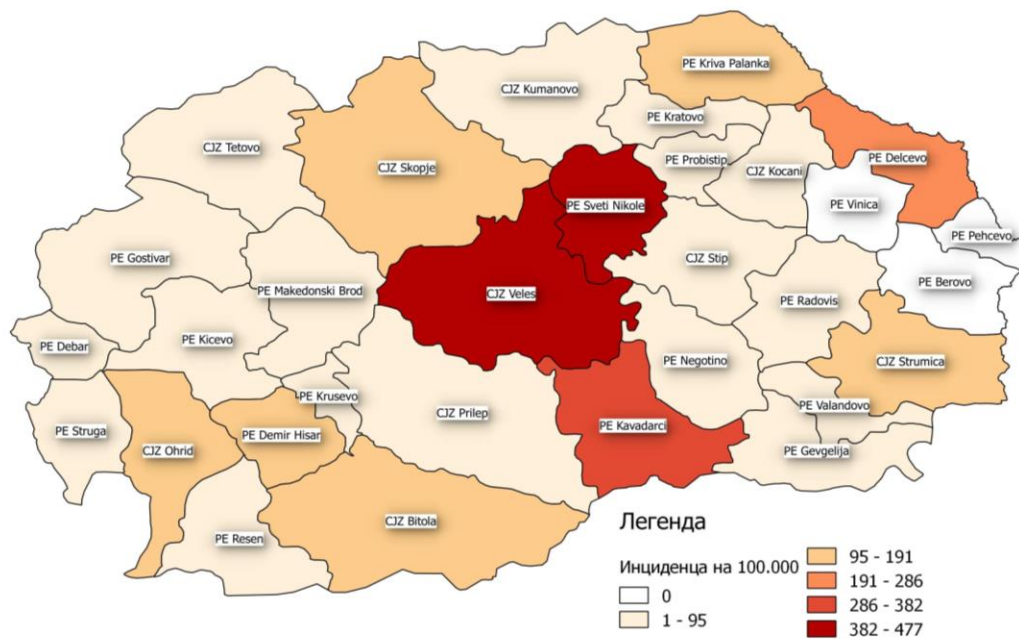 PE Kriva Palanka
CJZ Kumanovo
PE Kratovo
CJZ Tetovo
CJZ Skopje
PE Probistip
CJZ Kocani
PE Delcevo
PE Sveti Nikole
PE Vinica
PE Pehcevo
PE Gostivar
CJZ Stip
PE Berovo
PE Makedonski Brod
CJZ Veles
PE Radovis
PE Kicevo
PE Debar
PE Negotino
CJZ Strumica
PE Krusevo
PE Valandovo
CJZ Prilep
PE Struga
PE Demir Hisar
PE Kavadarci
CJZ Ohrid
PE Gevgelija
CJZ Bitola
PE Resen
Легенда
Инциденца на 100.000
0
1 - 95
95 - 191
191 - 286
286 - 382
382 - 477